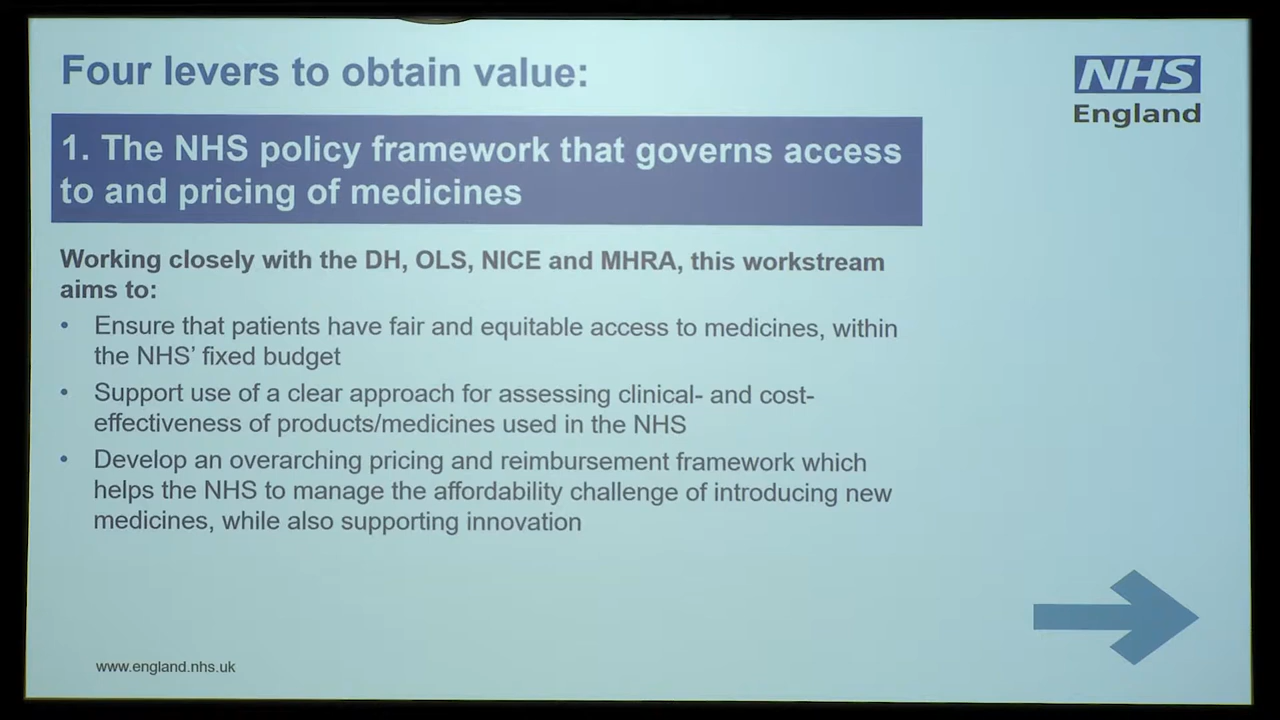 Four levers to obtain value:
NHS
England
1. The NHS policy framework that governs access
to and pricing of medicines
Working closely with the DH, OLS, NICE and MHRA, this workstream
aims to:
• Ensure that patients have fair and equitable access to medicines, within
the NHS’ fixed budget
• Support use of a clear approach for assessing clinical- and cost-
effectiveness of products/medicines used in the NHS
• Develop an overarching pricing and reimbursement framework which
helps the NHS to manage the affordability challenge of introducing new
medicines, while also supporting innovation
www.england.nhs.uk